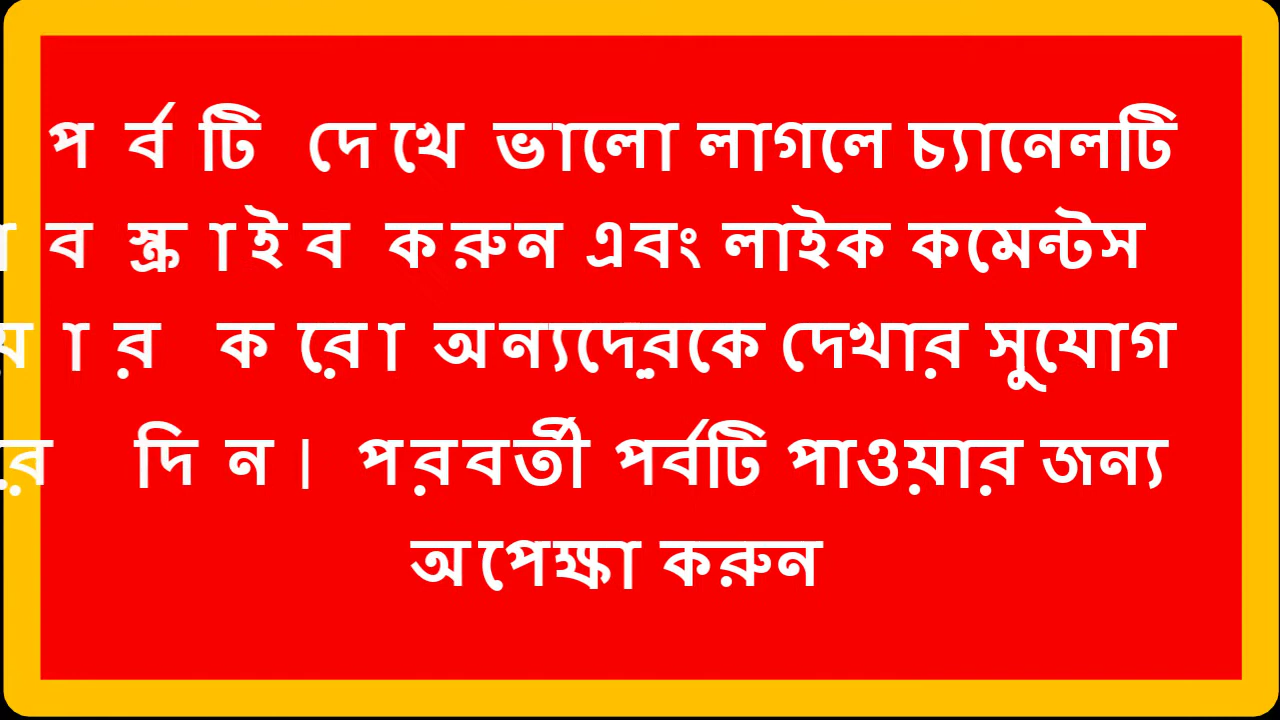 পর্বটি দেখে ভালো লাগলে চ্যানেলটি
াবস্ক্রাইব করুন এবং লাইক কমেন্টস
য়ার করো অন্যদেরকে দেখার সুযোগ
রে দিন। পরবর্তী পর্বটি পাওয়ার জন্য
অপেক্ষা করুন